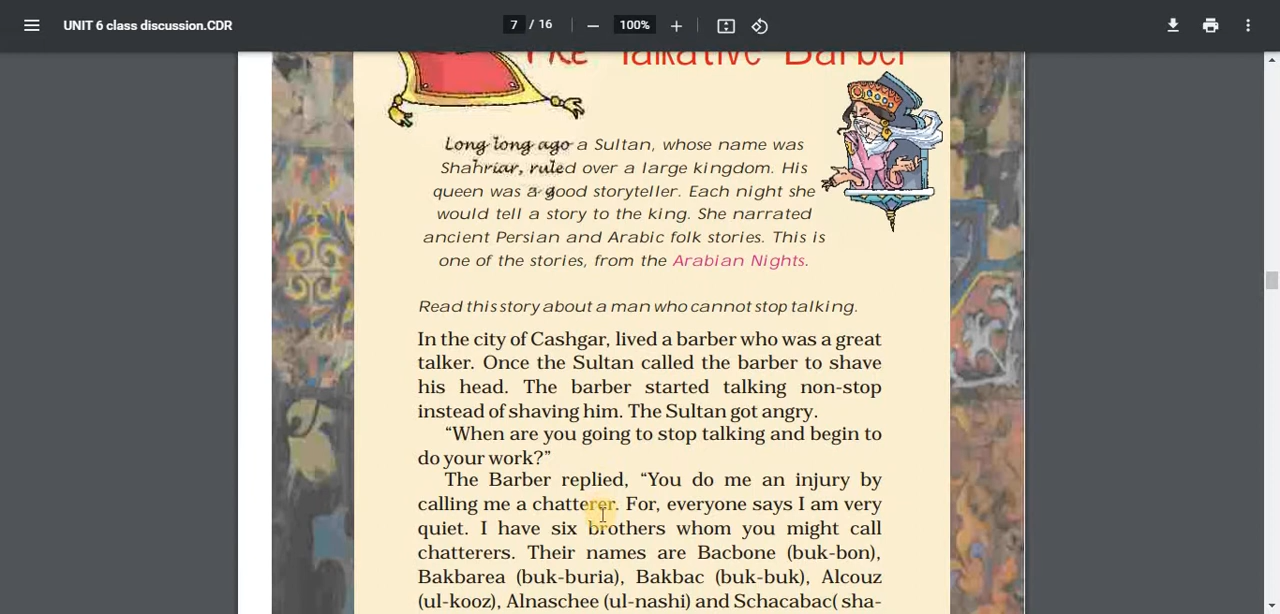 UNIT 6 class discussion.CDR
7 / 16
100%
The Talkative Barber
Long long ago a Sultan, whose name was
Shahriar, ruled over a large kingdom. His
queen was a good storyteller. Each night she
would tell a story to the king. She narrated
ancient Persian and Arabic folk stories. This is
one of the stories, from the Arabian Nights.
Read this story about a man who cannot stop talking.
In the city of Cashgar, lived a barber who was a great
talker. Once the Sultan called the barber to shave
his head. The barber started talking non-stop
instead of shaving him. The Sultan got angry.
“When are you going to stop talking and begin to
do your work?”
The Barber replied, “You do me an injury by
calling me a chatterer. For, everyone says I am very
quiet. I have six brothers whom you might call
chatterers. Their names are Bacbone (buk-bon),
Bakbarea (buk-buria), Bakbac (buk-buk), Alcouz
(ul-kooz), Alnaschee (ul-nashi) and Schacabac( sha-